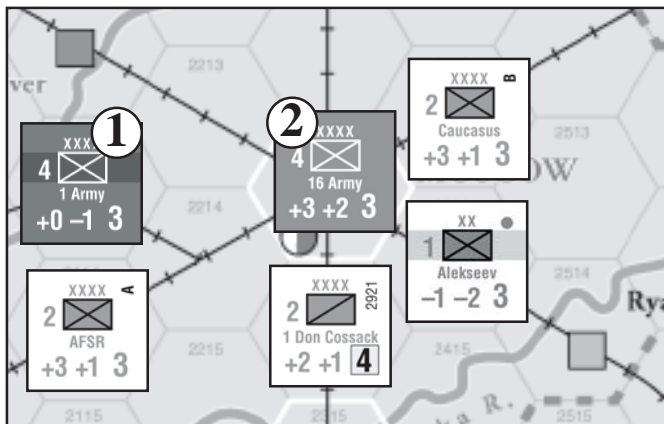 ver
2213
2513
XXXX
4
1 Army
+0 –1 3
1
2
XXXX
4
16 Army
+3 +2 3
XXXX
B
2
Caucasus
+3 +1 3
OW
2214
2514
XX
1
Alekseev
–1 –2 3
XXXX
A
2
AFSR
+3 +1 3
XXXX
2921
2
1 Don Cossack
+2 +1 4
Rya
2215
2415
2115
2315
2515
ka R.